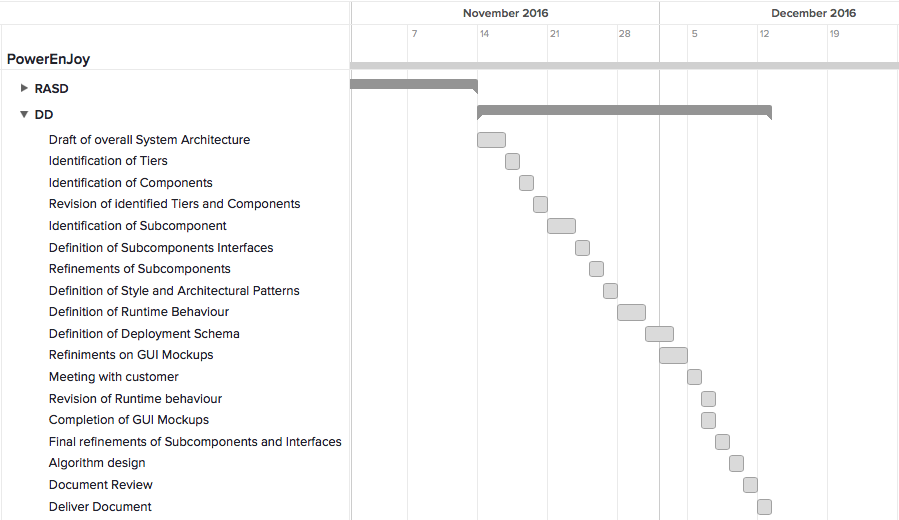 November 2016 December 2016
7 14 21 28 5 12 19
PowerEnJoy
RASD
DD
Draft of overall System Architecture
Identification of Tiers
Identification of Components
Revision of identified Tiers and Components
Identification of Subcomponent
Definition of Subcomponents Interfaces
Refinements of Subcomponents
Definition of Style and Architectural Patterns
Definition of Runtime Behaviour
Definition of Deployment Schema
Refiniments on GUI Mockups
Meeting with customer
Revision of Runtime behaviour
Completion of GUI Mockups
Final refinements of Subcomponents and Interfaces
Algorithm design
Document Review
Deliver Document